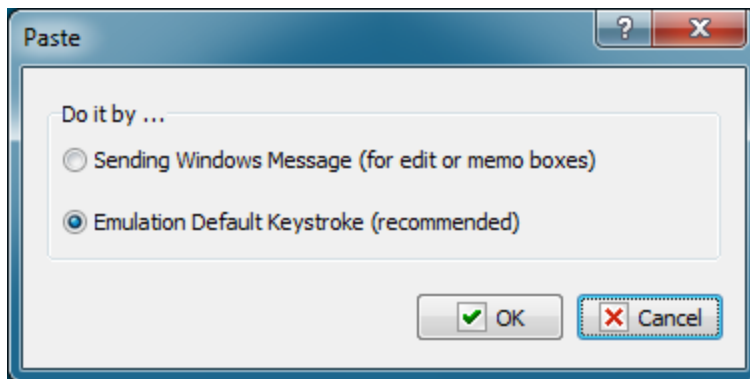 Paste
?
Do it by ...
Sending Windows Message (for edit or memo boxes)
Emulation Default Keystroke (recommended)
OK
Cancel